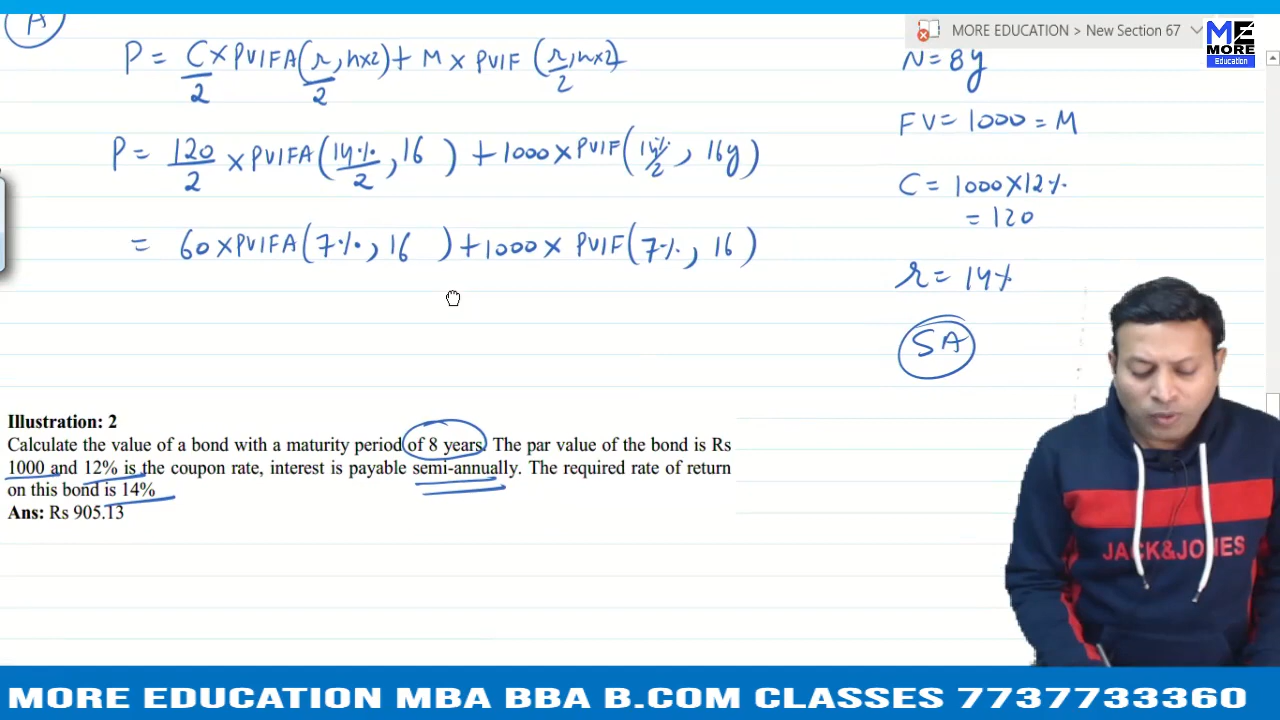 A
P = C/2 × PVIFA (r/2, n×2) + M × PVIF (r/2, n×2)
P = 120/2 × PVIFA (14%/2, 16 ) + 1000 × PVIF (14%/2, 16y)
= 60 × PVIFA (7%, 16 ) + 1000 × PVIF (7%, 16 )
MORE EDUCATION > New Section 67
ME
MORE
Education
N = 8y
FV = 1000 = M
C = 1000 × 12%
= 120
r = 14%
SA
Illustration: 2
Calculate the value of a bond with a maturity period of 8 years. The par value of the bond is Rs
1000 and 12% is the coupon rate, interest is payable semi-annually. The required rate of return
on this bond is 14%
Ans: Rs 905.13
JACK&JONES
MORE EDUCATION MBA BBA B.COM CLASSES 7737733360